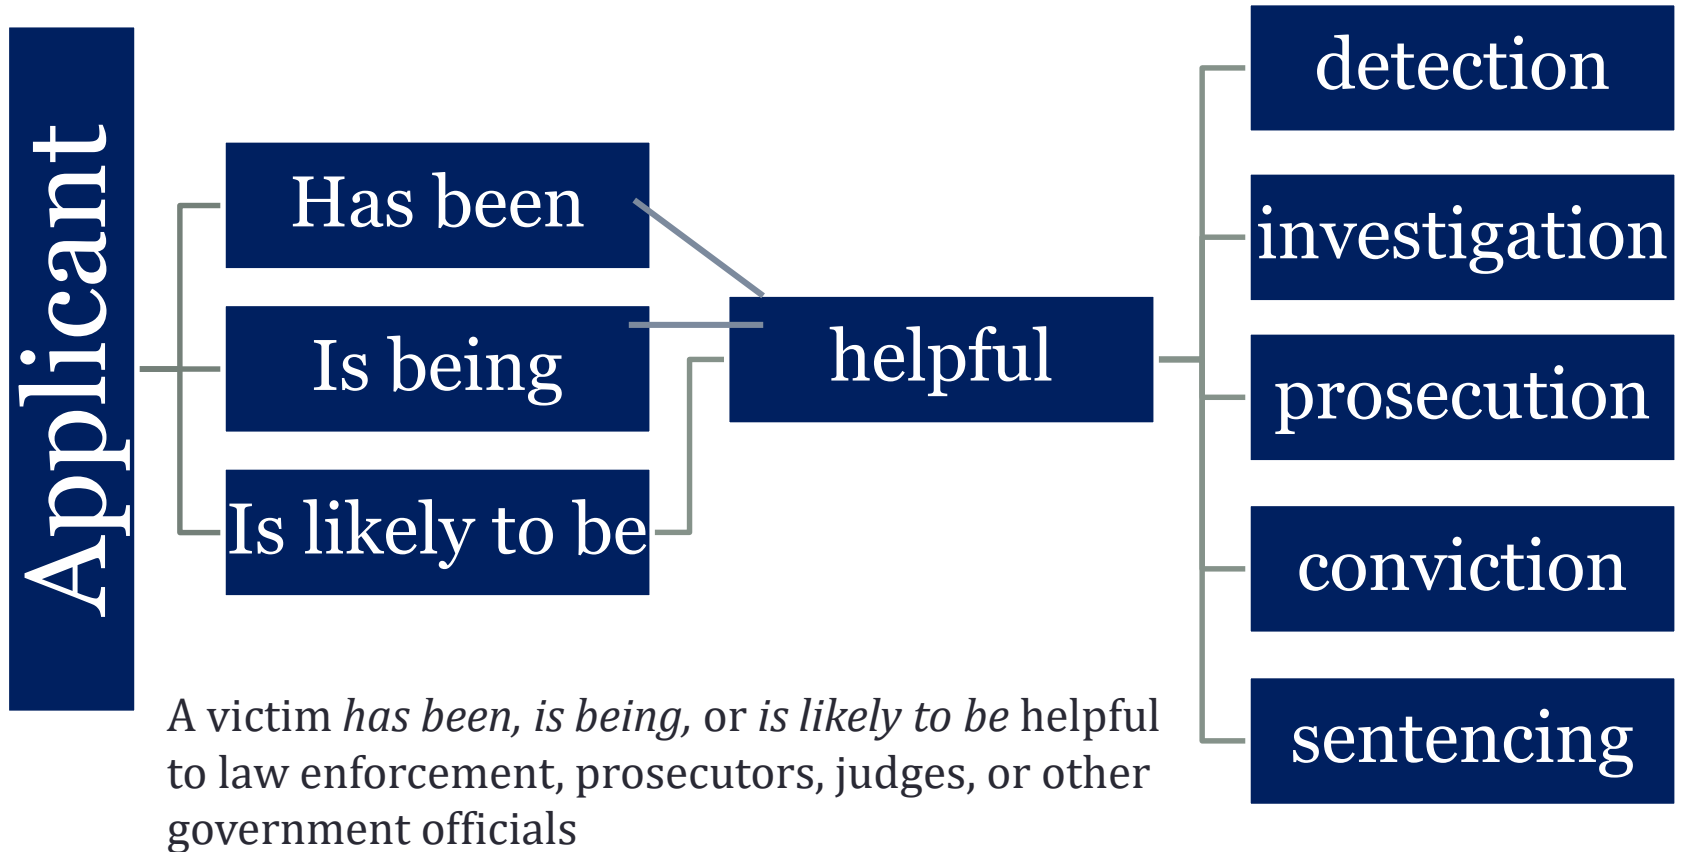 Applicant
Has been
Is being
Is likely to be
helpful
detection
investigation
prosecution
conviction
sentencing
A victim has been, is being, or is likely to be helpful
to law enforcement, prosecutors, judges, or other
government officials